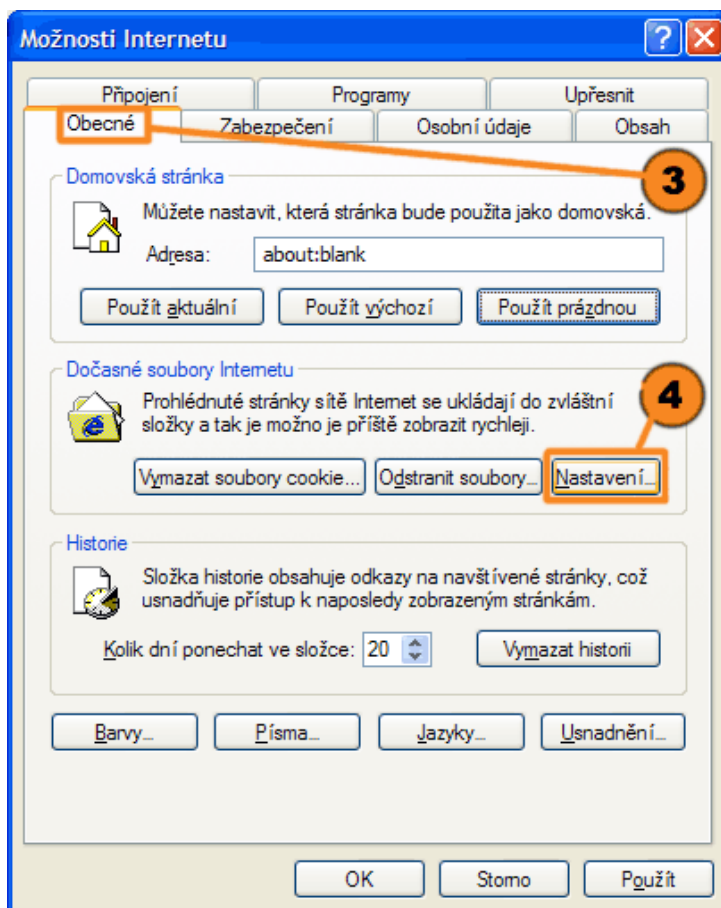 Možnosti Internetu
Připojení Programy Upřesnit
Obecné Zabezpečení Osobní údaje Obsah
3
Domovská stránka
Můžete nastavit, která stránka bude použita jako domovská.
Adresa: about:blank
Použít aktuální Použít výchozí Použít prázdnou
Dočasné soubory Internetu
4
Prohlédnuté stránky sítě Internet se ukládají do zvláštní
složky a tak je možno je příště zobrazit rychleji.
Vymazat soubory cookie... Odstranit soubory... Nastavení...
Historie
Složka historie obsahuje odkazy na navštívené stránky, což
usnadňuje přístup k naposledy zobrazeným stránkám.
Kolik dní ponechat ve složce: 20 Vymazat historii
Barvy... Písma... Jazyky... Usnadnění...
OK Storno Použít